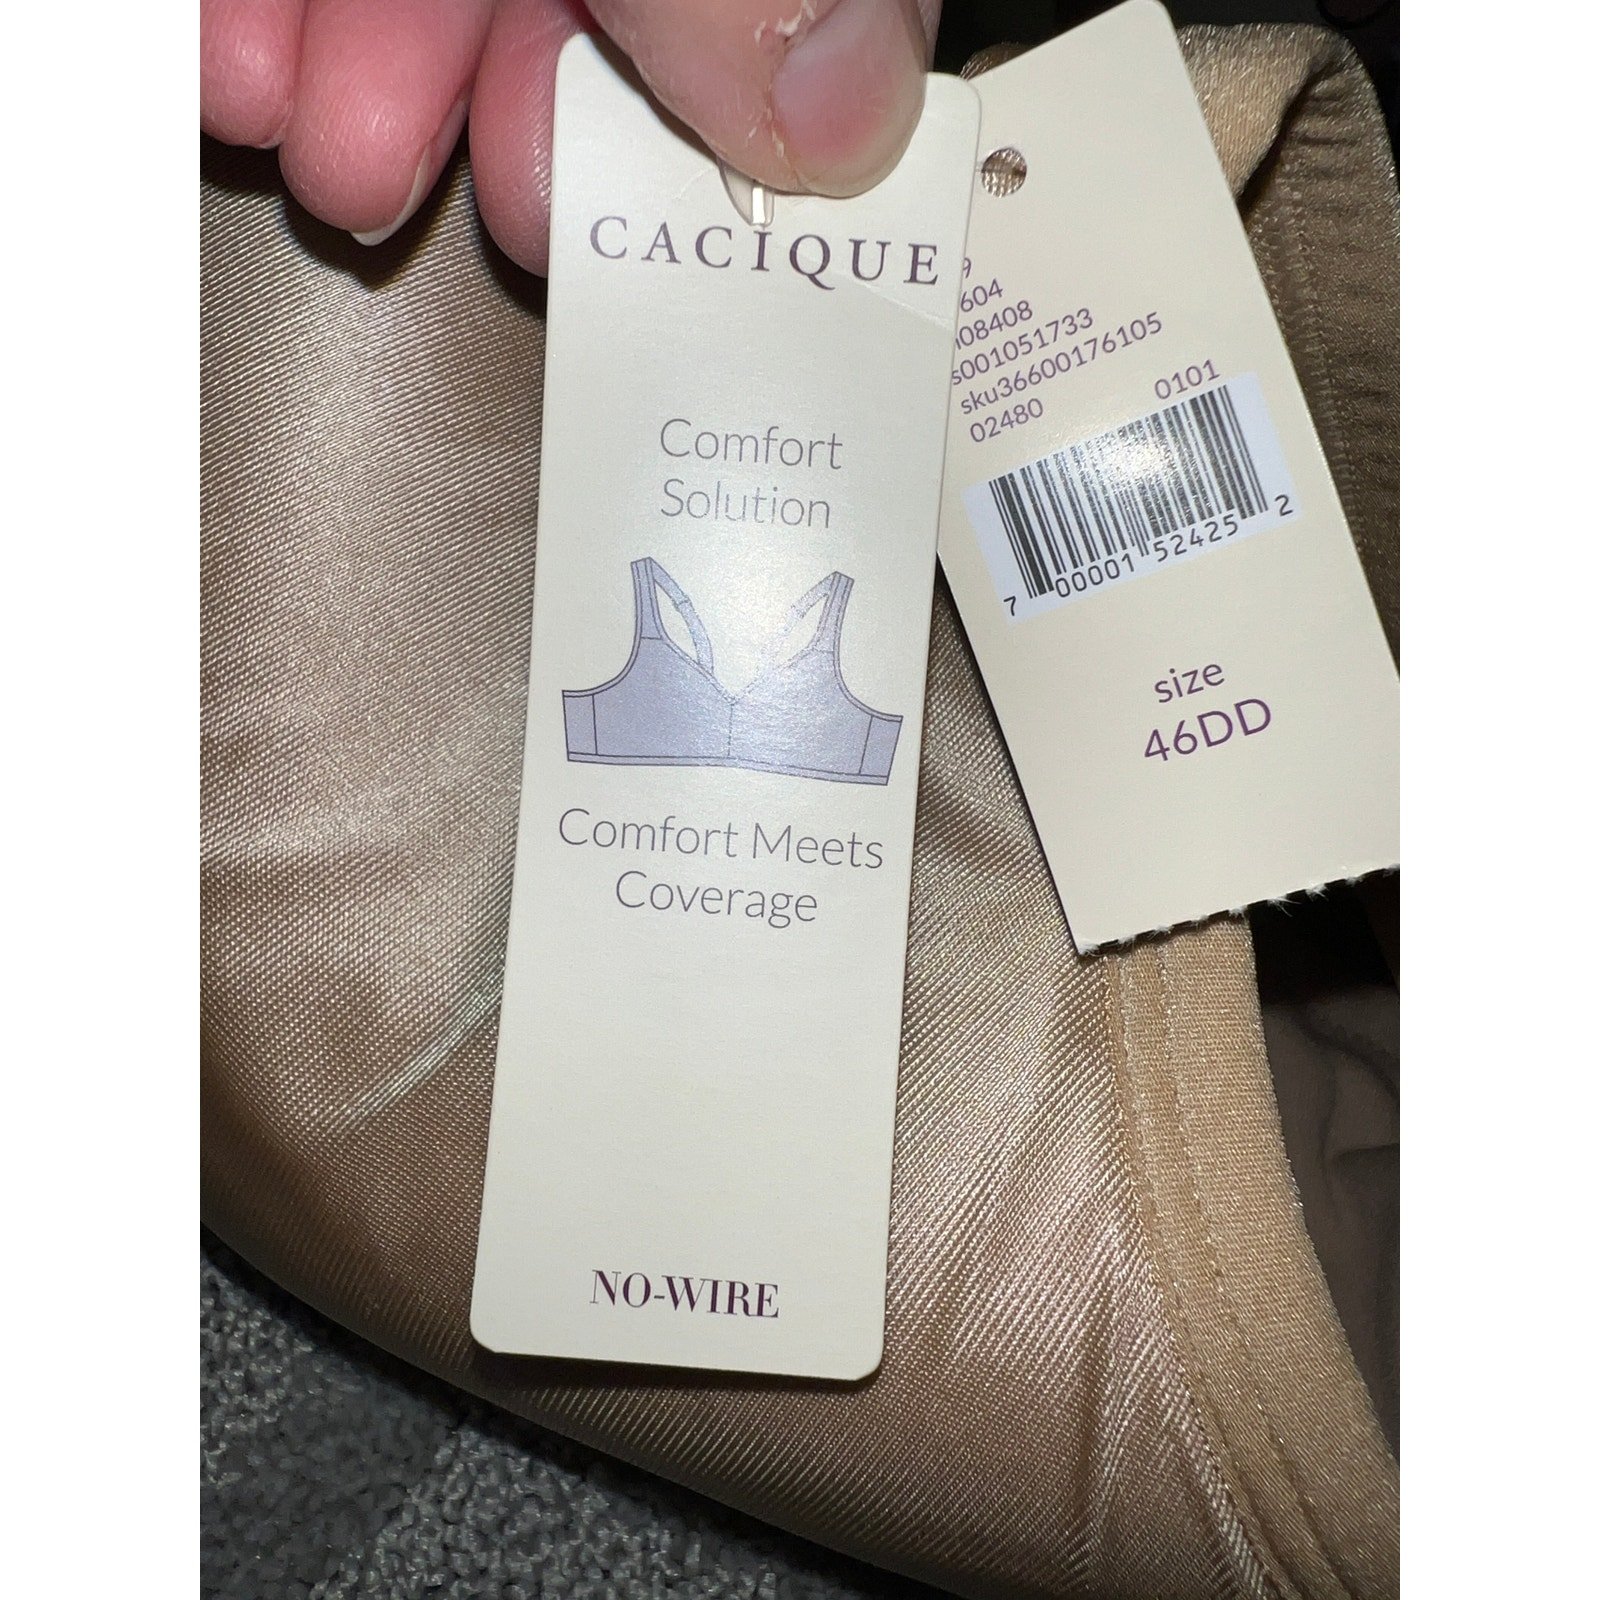 CACIQUE
Comfort
Solution
Comfort Meets
Coverage
NO-WIRE
9
604
08408
s001051733
sku36600176105
02480 0101
7 00001 52425 2
size
46DD